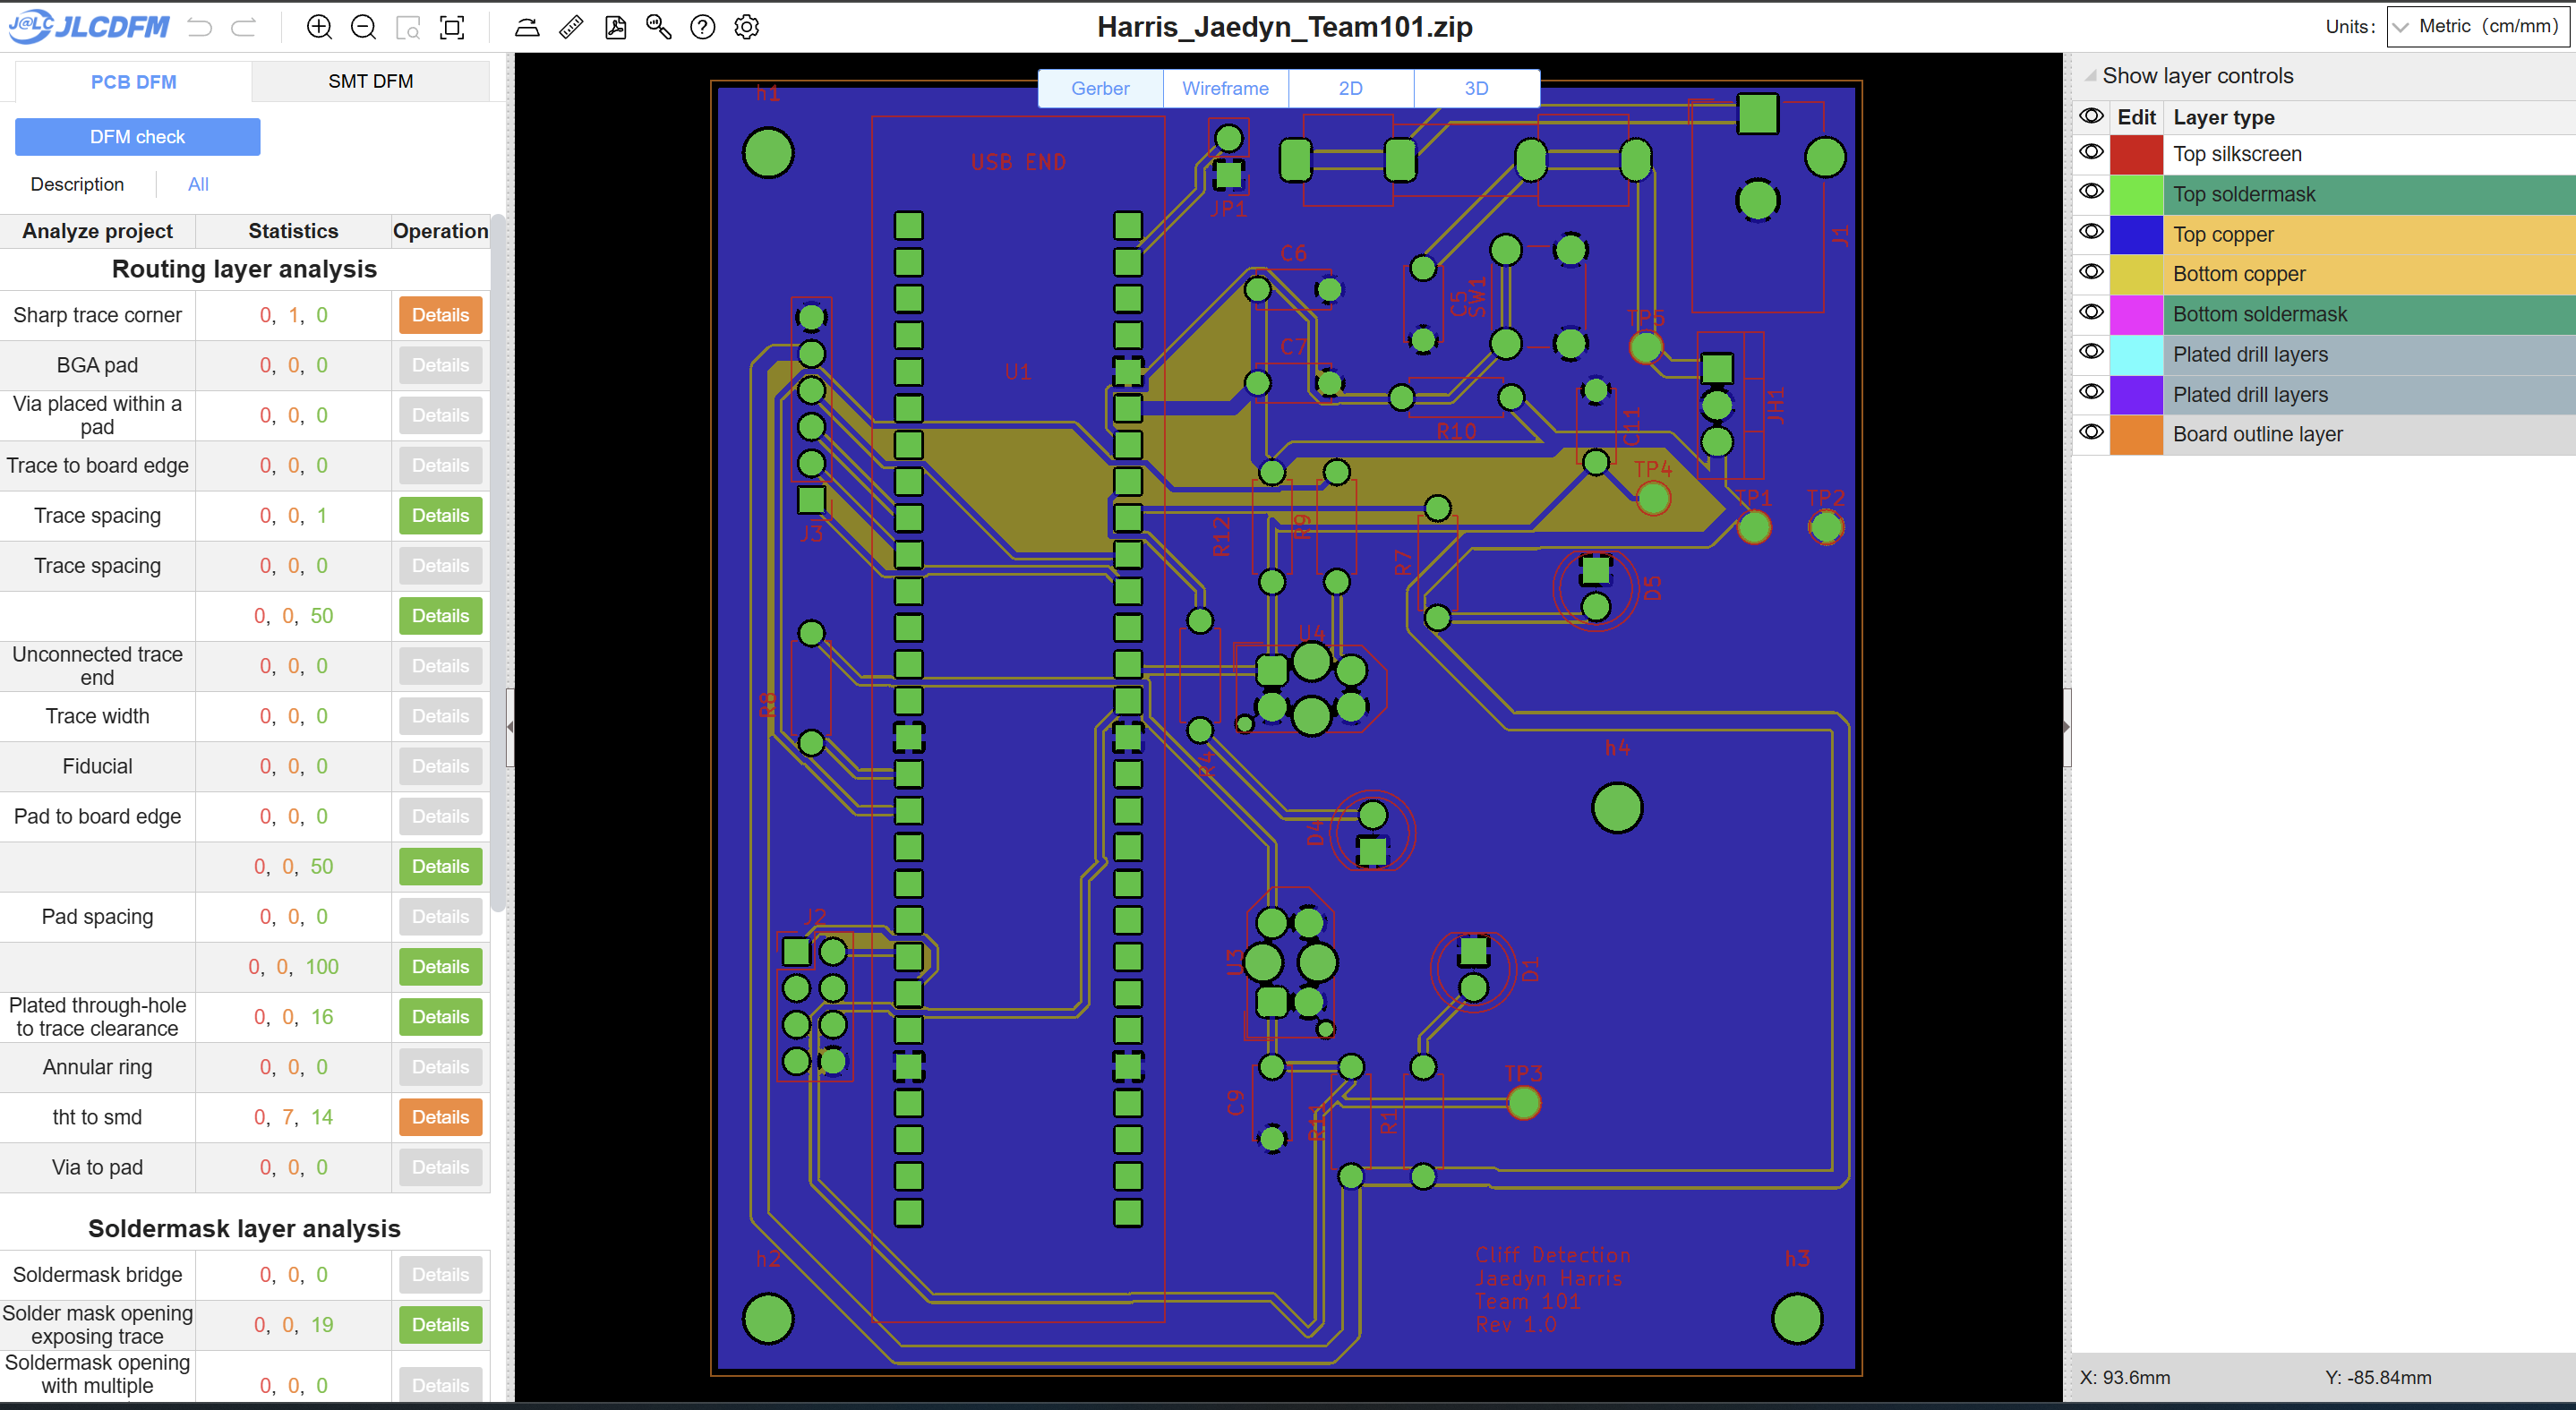 J@LC JLCDFM
Harris_Jaedyn_Team101.zip
Units:
Metric (cm/mm)
PCB DFM
SMT DFM
DFM check
Description
All
Analyze project Statistics Operation
Routing layer analysis
Sharp trace corner 0, 1, 0 Details
BGA pad 0, 0, 0 Details
Via placed within a
pad 0, 0, 0 Details
Trace to board edge 0, 0, 0 Details
Trace spacing 0, 0, 1 Details
Trace spacing 0, 0, 0 Details
0, 0, 50 Details
Unconnected trace
end 0, 0, 0 Details
Trace width 0, 0, 0 Details
Fiducial 0, 0, 0 Details
Pad to board edge 0, 0, 0 Details
0, 0, 50 Details
Pad spacing 0, 0, 0 Details
0, 0, 100 Details
Plated through-hole
to trace clearance 0, 0, 16 Details
Annular ring 0, 0, 0 Details
tht to smd 0, 7, 14 Details
Via to pad 0, 0, 0 Details
Soldermask layer analysis
Soldermask bridge 0, 0, 0 Details
Solder mask opening
exposing trace 0, 0, 19 Details
Soldermask opening
with multiple 0, 0, 0 Details
Gerber
Wireframe
2D
3D
h1
USB END
JP1
J1
C6
C5
SW1
TP5
C7
U1
JH1
R10
C11
TP4
TP1
TP2
J3
R12
R9
R7
D5
U4
R8
R4
h4
D4
J2
U3
D1
C9
R11
R1
TP3
h2
h3
Cliff Detection
Jaedyn Harris
Team 101
Rev 1.0
Show layer controls
Edit Layer type
Top silkscreen
Top soldermask
Top copper
Bottom copper
Bottom soldermask
Plated drill layers
Plated drill layers
Board outline layer
X: 93.6mm
Y: -85.84mm